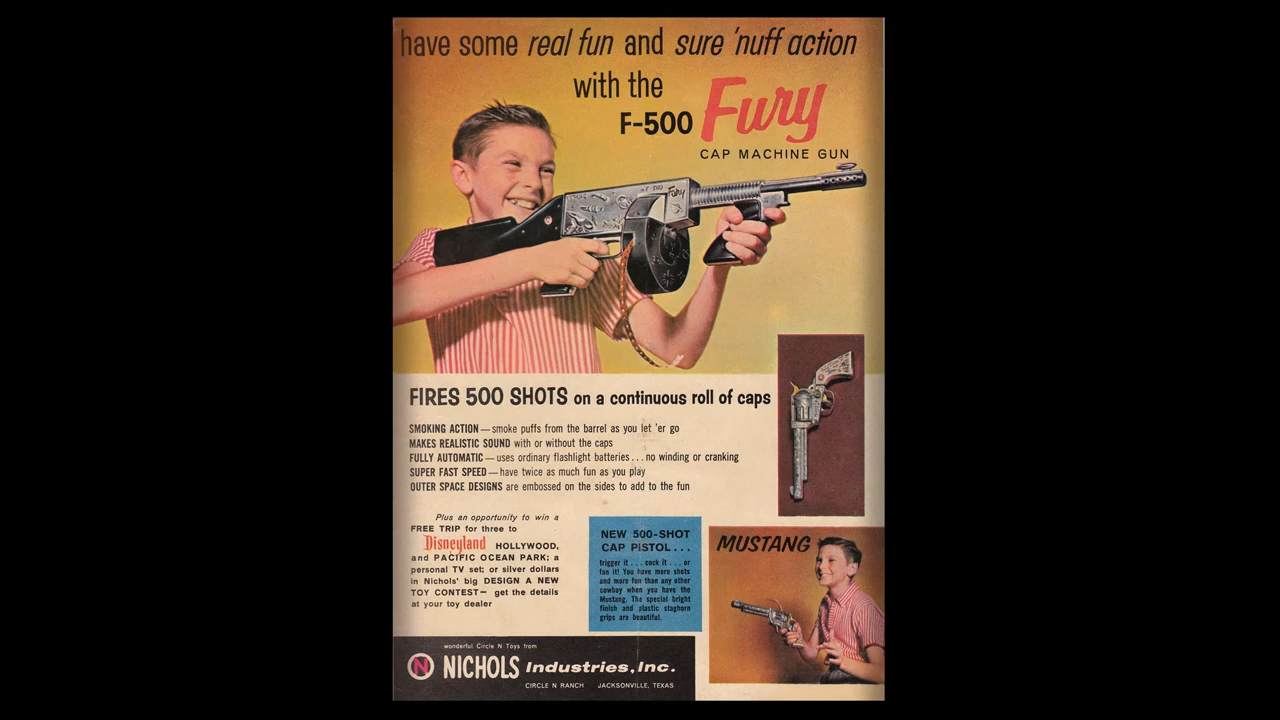 have some real fun and sure 'nuff action
with the
F-500 Fury
CAP MACHINE GUN
F-500 Fury
FIRES 500 SHOTS on a continuous roll of caps
SMOKING ACTION — smoke puffs from the barrel as you let 'er go
MAKES REALISTIC SOUND with or without the caps
FULLY AUTOMATIC — uses ordinary flashlight batteries . . . no winding or cranking
SUPER FAST SPEED — have twice as much fun as you play
OUTER SPACE DESIGNS are embossed on the sides to add to the fun
Plus an opportunity to win a
FREE TRIP for three to
Disneyland HOLLYWOOD,
and PACIFIC OCEAN PARK; a
personal TV set; or silver dollars
in Nichols' big DESIGN A NEW
TOY CONTEST— get the details
at your toy dealer
NEW 500-SHOT
CAP PISTOL . . .
trigger it . . . cock it . . . or
fan it! You have more shots
and more fun than any other
cowboy when you have the
Mustang. The special bright
finish and plastic staghorn
grips are beautiful.
MUSTANG
wonderful Circle N Toys from
N NICHOLS Industries, Inc.
CIRCLE N RANCH JACKSONVILLE, TEXAS